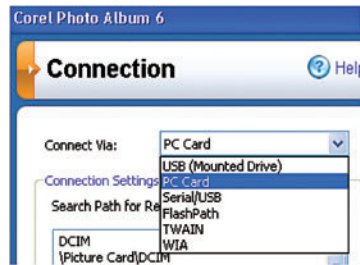 Corel Photo Album 6
Connection
Help
Connect Via:
PC Card
USB (Mounted Drive)
Connection Settings
PC Card
Search Path for Re
Serial/USB
FlashPath
TWAIN
DCIM
WIA
\Picture Card\DCIM